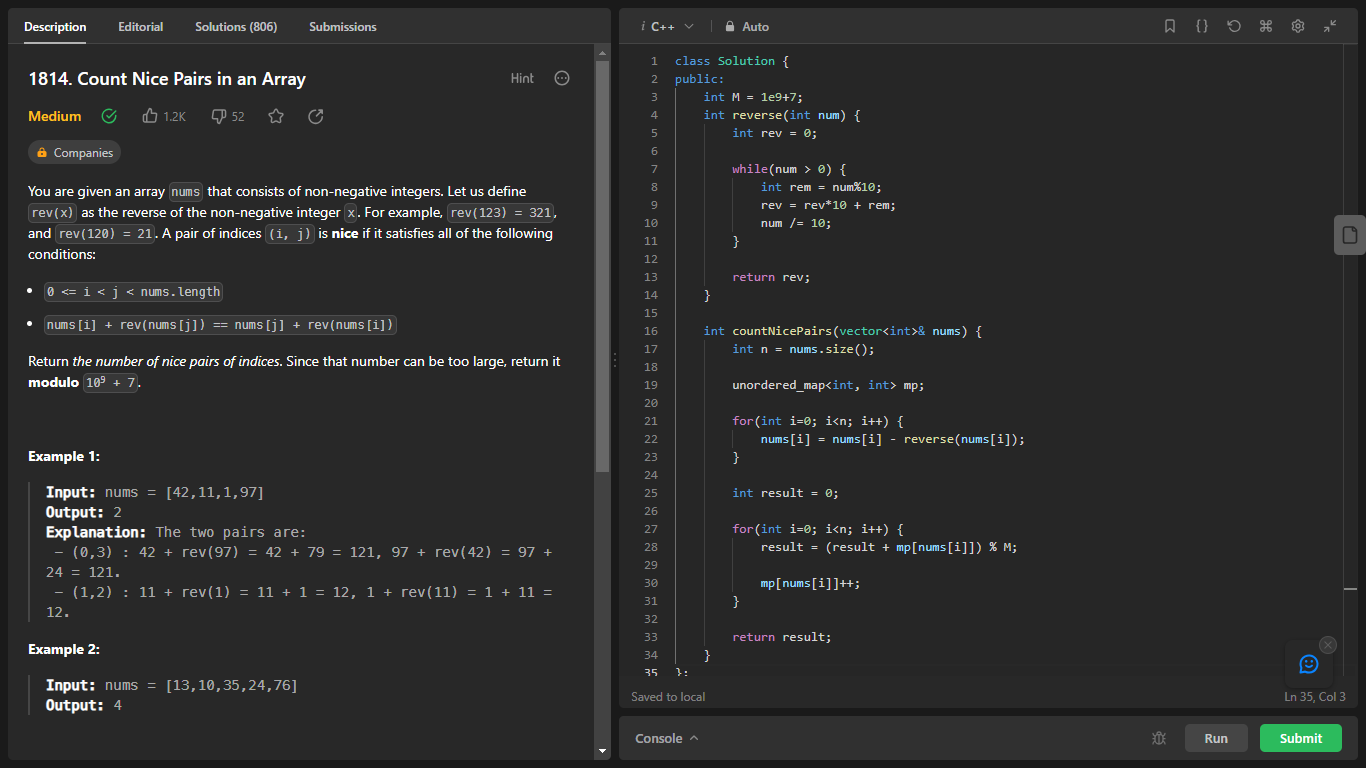 Description Editorial Solutions (806) Submissions
1814. Count Nice Pairs in an Array
Hint
Medium 1.2K 52
Companies
You are given an array nums that consists of non-negative integers. Let us define
rev(x) as the reverse of the non-negative integer x. For example, rev(123) = 321,
and rev(120) = 21. A pair of indices (i, j) is nice if it satisfies all of the following
conditions:
• 0 <= i < j < nums.length
• nums[i] + rev(nums[j]) == nums[j] + rev(nums[i])
Return the number of nice pairs of indices. Since that number can be too large, return it
modulo 10⁹ + 7.
Example 1:
Input: nums = [42,11,1,97]
Output: 2
Explanation: The two pairs are:
- (0,3) : 42 + rev(97) = 42 + 79 = 121, 97 + rev(42) = 97 +
24 = 121.
- (1,2) : 11 + rev(1) = 11 + 1 = 12, 1 + rev(11) = 1 + 11 =
12.
Example 2:
Input: nums = [13,10,35,24,76]
Output: 4
i C++ Auto
1 class Solution {
2 public:
3 int M = 1e9+7;
4 int reverse(int num) {
5 int rev = 0;
6
7 while(num > 0) {
8 int rem = num%10;
9 rev = rev*10 + rem;
10 num /= 10;
11 }
12
13 return rev;
14 }
15
16 int countNicePairs(vector<int>& nums) {
17 int n = nums.size();
18
19 unordered_map<int, int> mp;
20
21 for(int i=0; i<n; i++) {
22 nums[i] = nums[i] - reverse(nums[i]);
23 }
24
25 int result = 0;
26
27 for(int i=0; i<n; i++) {
28 result = (result + mp[nums[i]]) % M;
29
30 mp[nums[i]]++;
31 }
32
33 return result;
34 }
35 };
Saved to local
Ln 35, Col 3
Console
Run
Submit